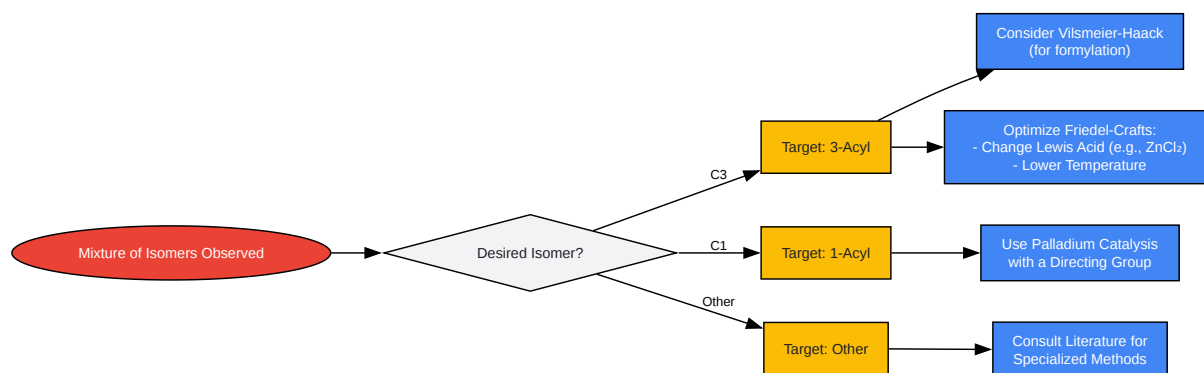 Consider Vilsmeier-Haack
(for formylation)
Optimize Friedel-Crafts:
- Change Lewis Acid (e.g., ZnCl₂)
- Lower Temperature
Target: 3-Acyl
C3
Mixture of Isomers Observed
Desired Isomer?
C1
Target: 1-Acyl
Use Palladium Catalysis
with a Directing Group
Other
Target: Other
Consult Literature for
Specialized Methods